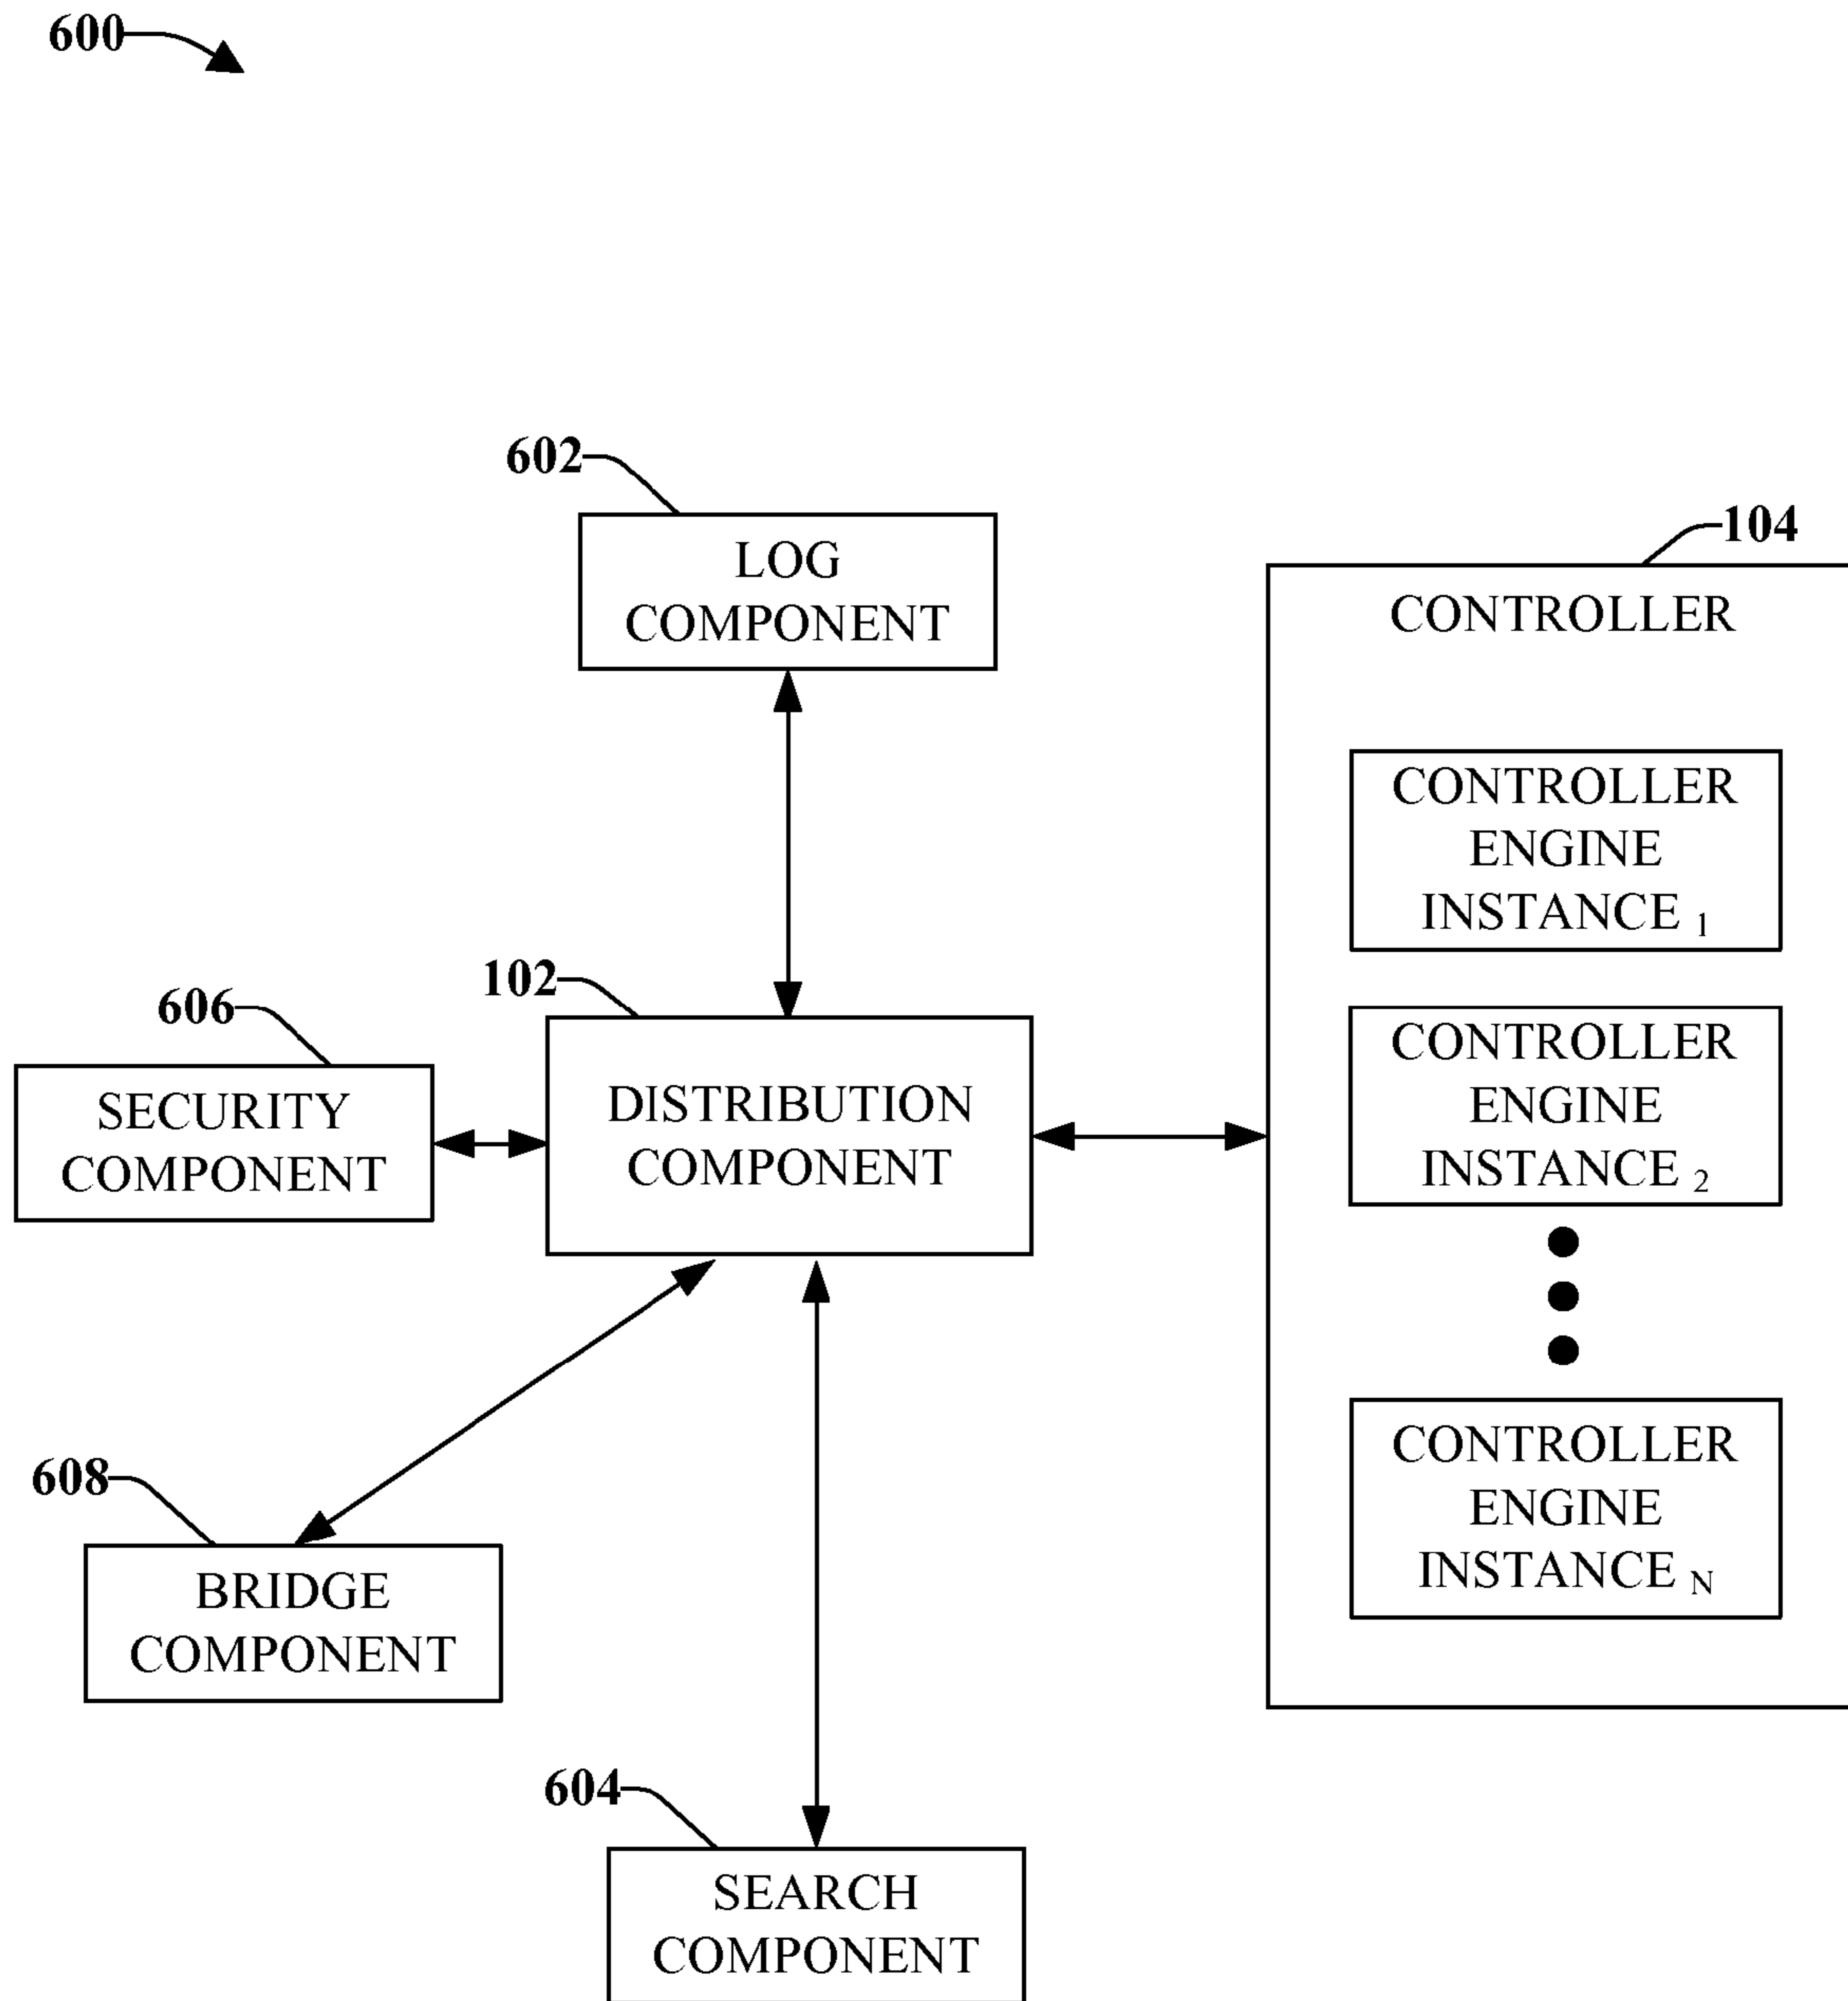 600
602
LOG
COMPONENT
104
CONTROLLER
CONTROLLER
ENGINE
INSTANCE 1
606
102
SECURITY
COMPONENT
DISTRIBUTION
COMPONENT
CONTROLLER
ENGINE
INSTANCE 2
608
BRIDGE
COMPONENT
CONTROLLER
ENGINE
INSTANCE N
604
SEARCH
COMPONENT